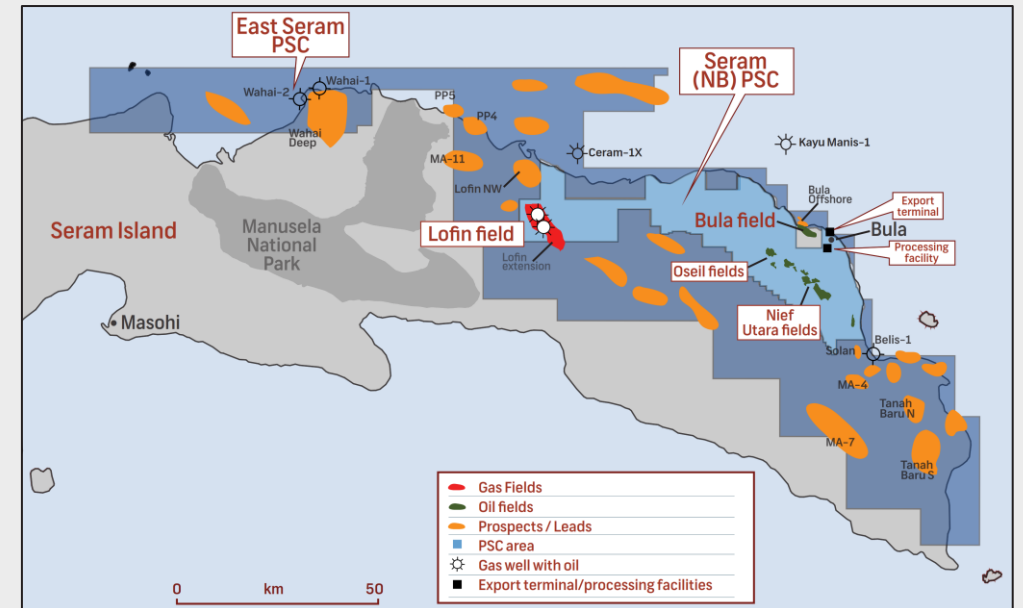 East Seram
PSC
Seram
(NB) PSC
Wahai-1
Wahai-2
Wahai
Deep
PP5
PP4
MA-11
Lofin NW
Ceram-1X
Kayu Manis-1
Bula
Offshore
Export
terminal
Bula field
Bula
Processing
facility
Seram Island
Manusela
National
Park
Lofin field
Lofin
extension
Oseil fields
Nief
Utara fields
Masohi
Solan
Belis-1
MA-4
Tanah
Baru N
MA-7
Tanah
Baru S
Gas Fields
Oil fields
Prospects / Leads
PSC area
Gas well with oil
Export terminal/processing facilities
0 km 50